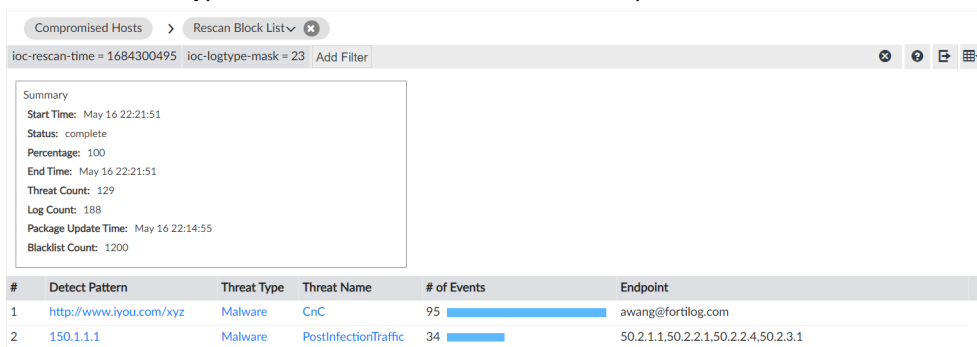 Compromised Hosts > Rescan Block List
ioc-rescan-time = 1684300495 ioc-logtype-mask = 23 Add Filter
Summary
Start Time: May 16 22:21:51
Status: complete
Percentage: 100
End Time: May 16 22:21:51
Threat Count: 129
Log Count: 188
Package Update Time: May 16 22:14:55
Blacklist Count: 1200
# Detect Pattern Threat Type Threat Name # of Events Endpoint
1 http://www.iyou.com/xyz Malware CnC 95 awang@fortilog.com
2 150.1.1.1 Malware PostInfectionTraffic 34 50.2.1.1,50.2.2.1,50.2.2.4,50.2.3.1